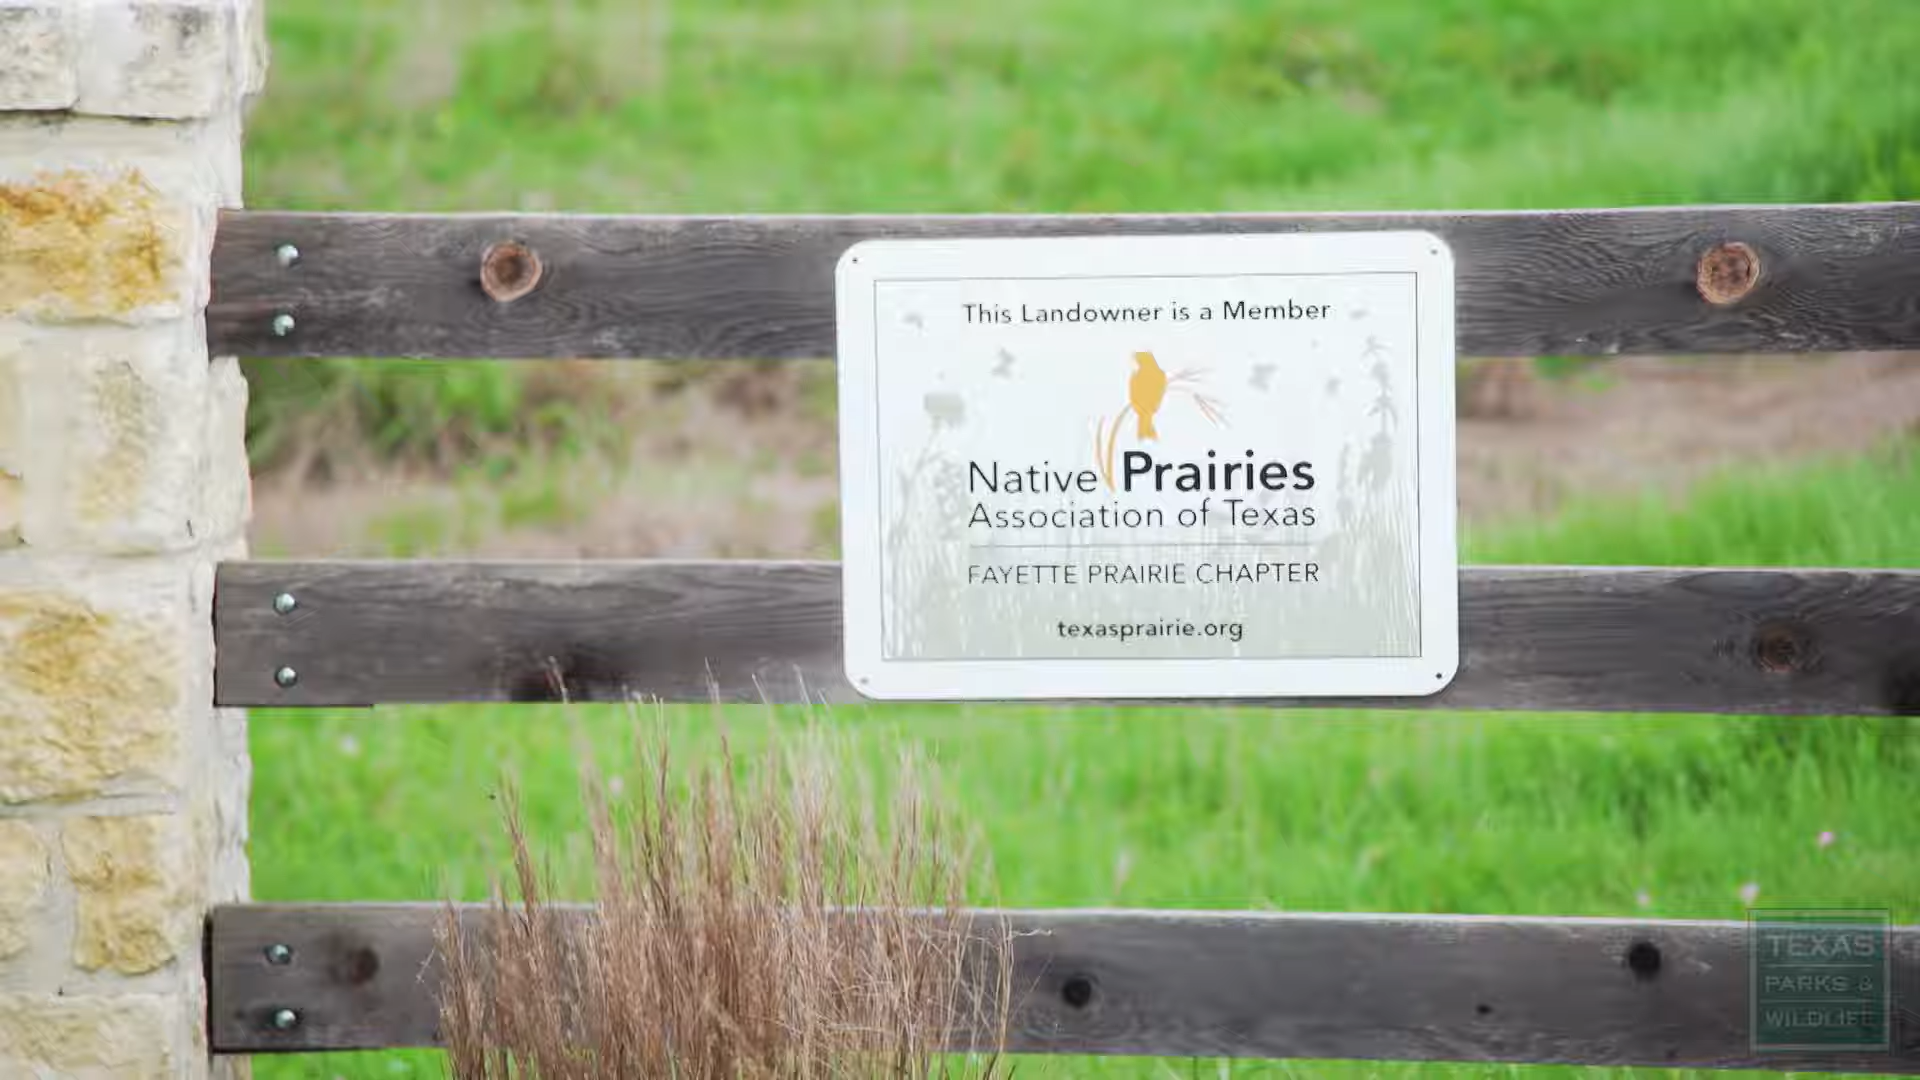 This Landowner is a Member
Native Prairies
Association of Texas
FAYETTE PRAIRIE CHAPTER
texasprairie.org
TEXAS
PARKS &
WILDLIFE